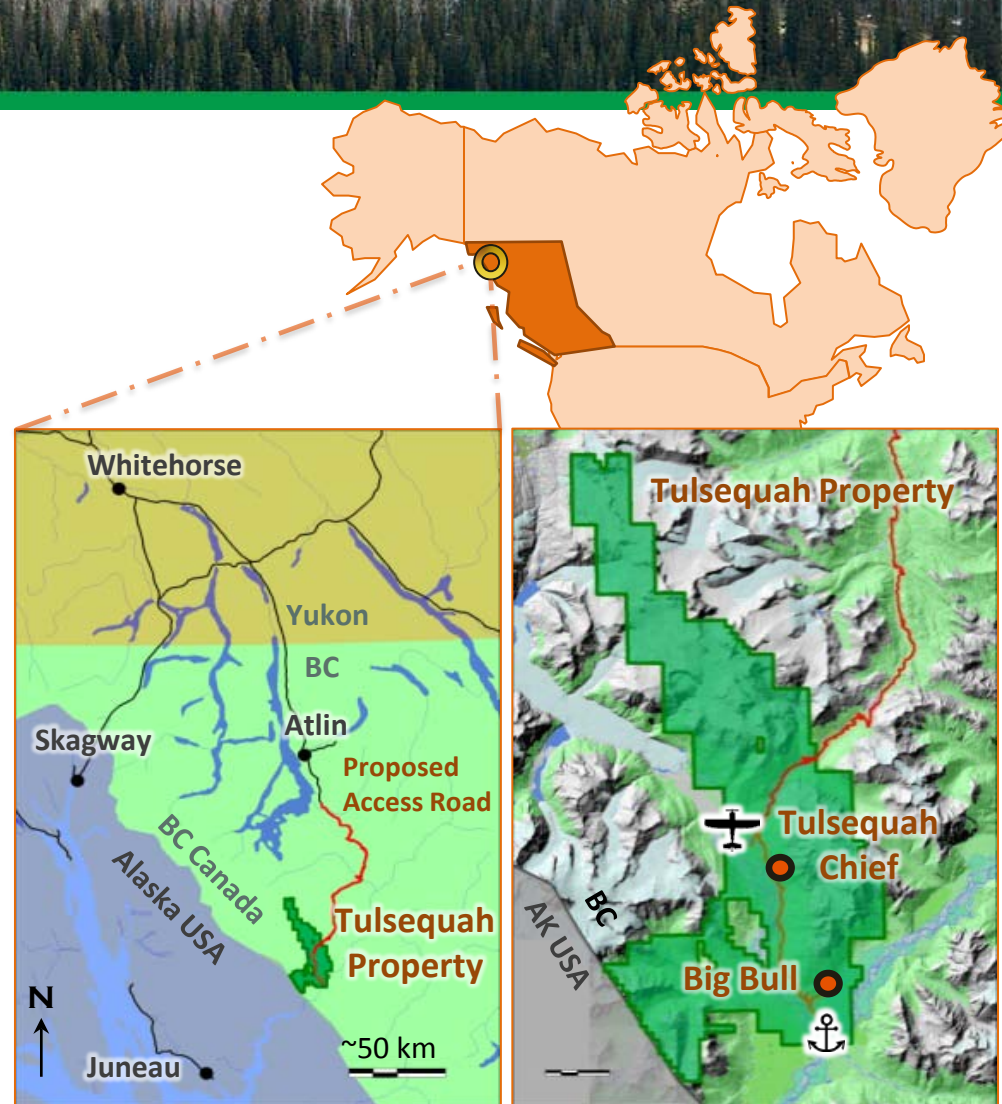 Whitehorse
Yukon
BC
Skagway
Atlin
Proposed
Access Road
BC Canada
Alaska USA
Tulsequah
Property
N
Juneau
~50 km
Tulsequah Property
Tulsequah
Chief
BC
AK USA
Big Bull